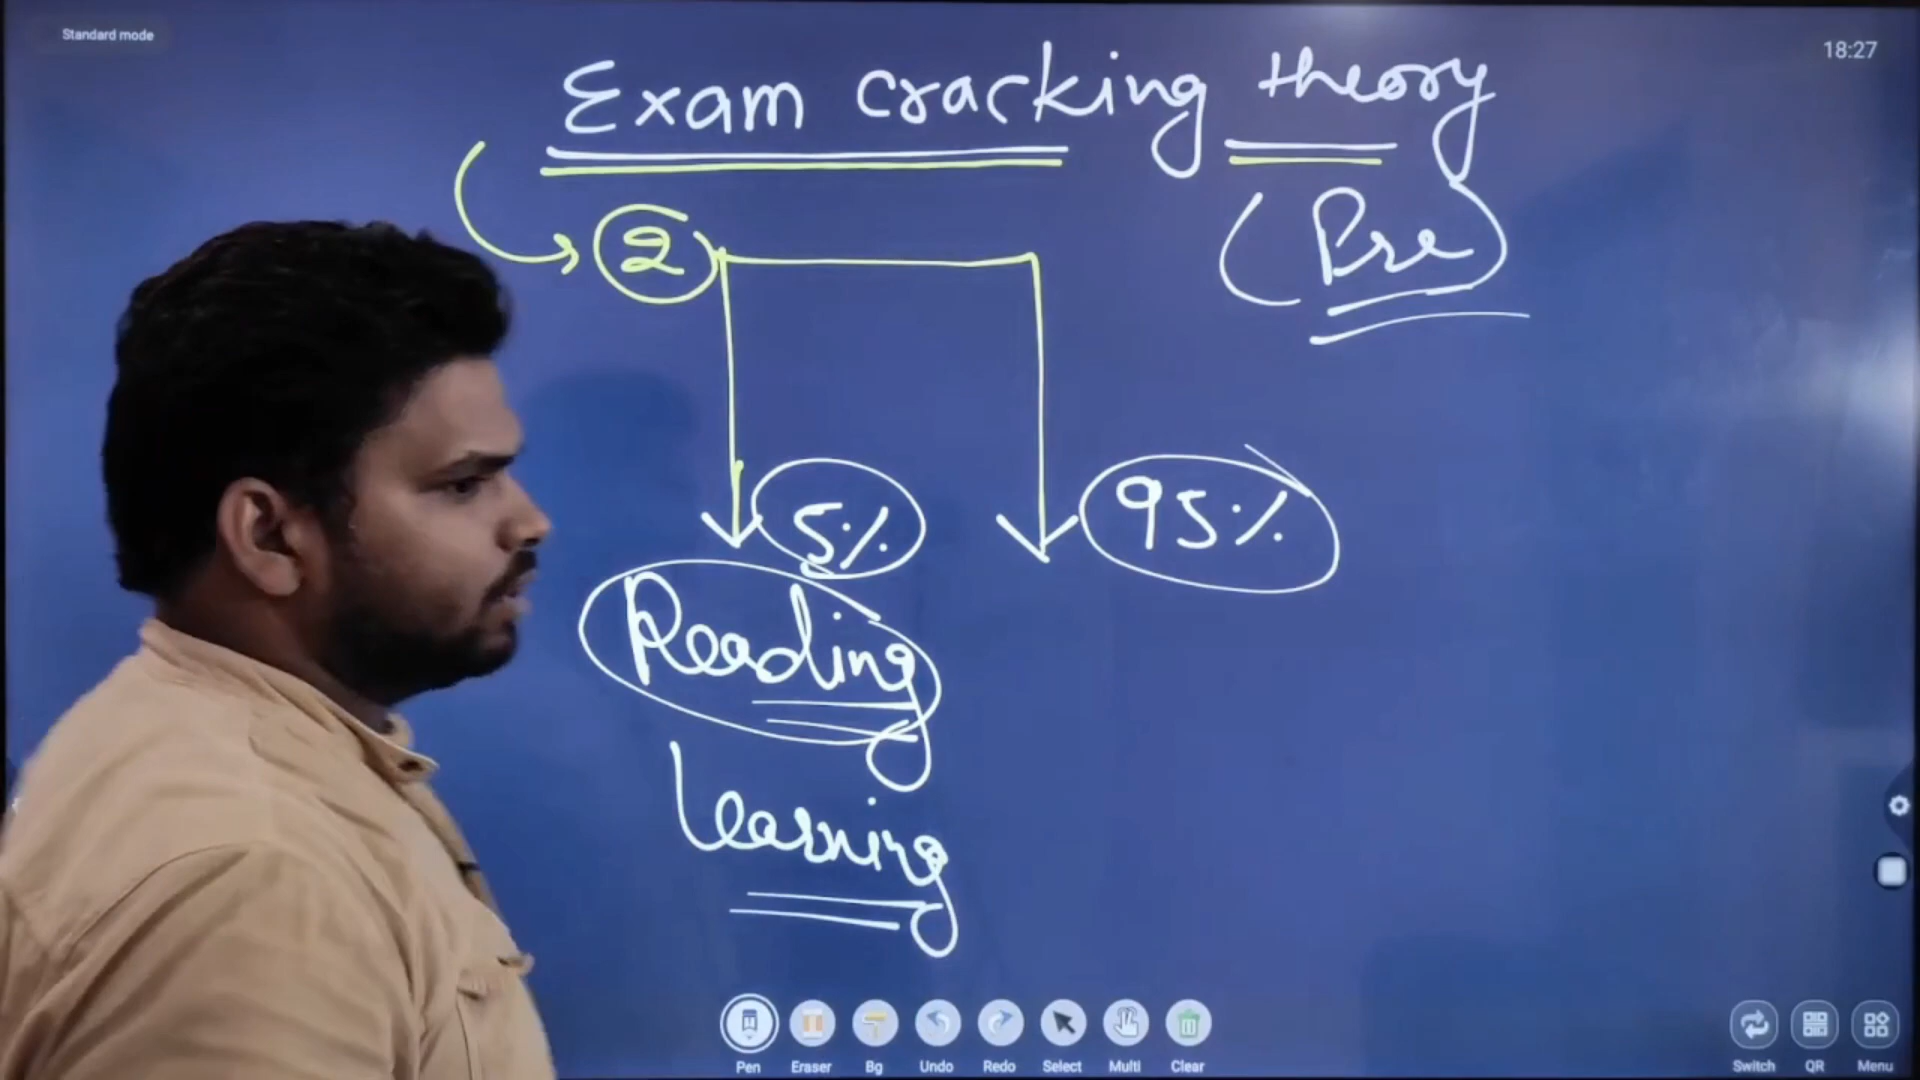 Standard mode
18:27
Exam cracking theory
(Pre)
2
5%
95%
Reading
learning
Pen Eraser Bg Undo Redo Select Multi Clear
Switch QR Menu